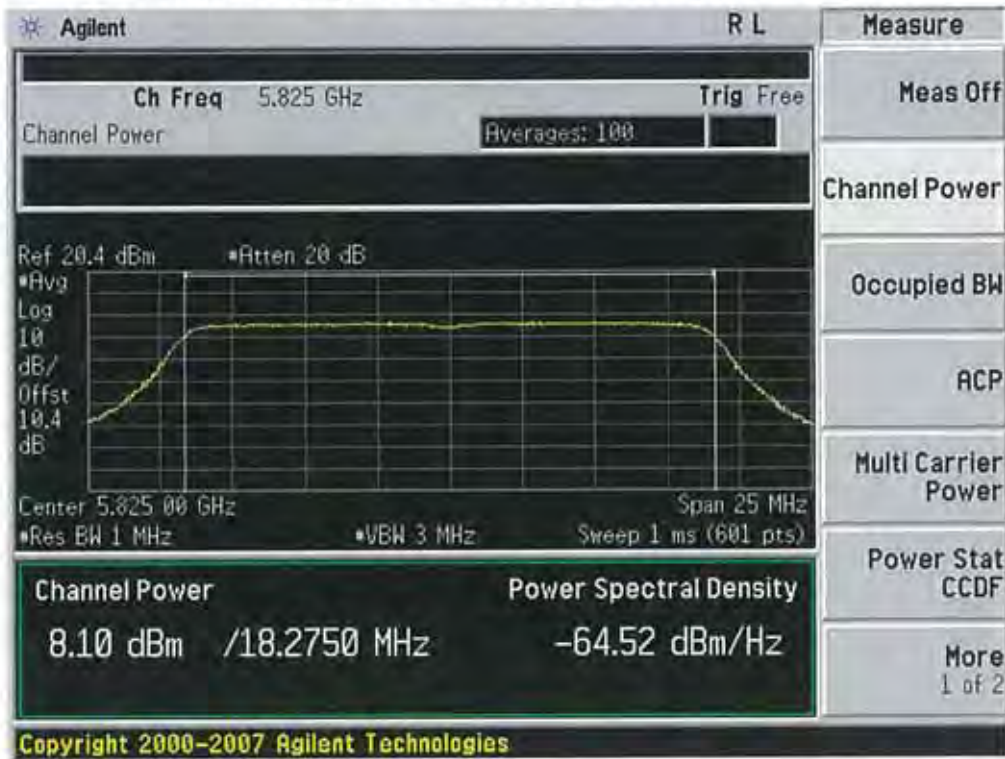 Agilent R L Measure
Ch Freq 5.825 GHz Trig Free
Meas Off
Channel Power Averages: 100
Channel Power
Ref 20.4 dBm *Atten 20 dB
*Avg
Log
10
dB/
Offst
10.4
dB
Occupied BW
ACP
Multi Carrier
Power
Center 5.825 00 GHz Span 25 MHz
*Res BW 1 MHz *VBW 3 MHz Sweep 1 ms (601 pts)
Power Stat
CCDF
Channel Power Power Spectral Density
8.10 dBm /18.2750 MHz -64.52 dBm/Hz
More
1 of 2
Copyright 2000-2007 Agilent Technologies